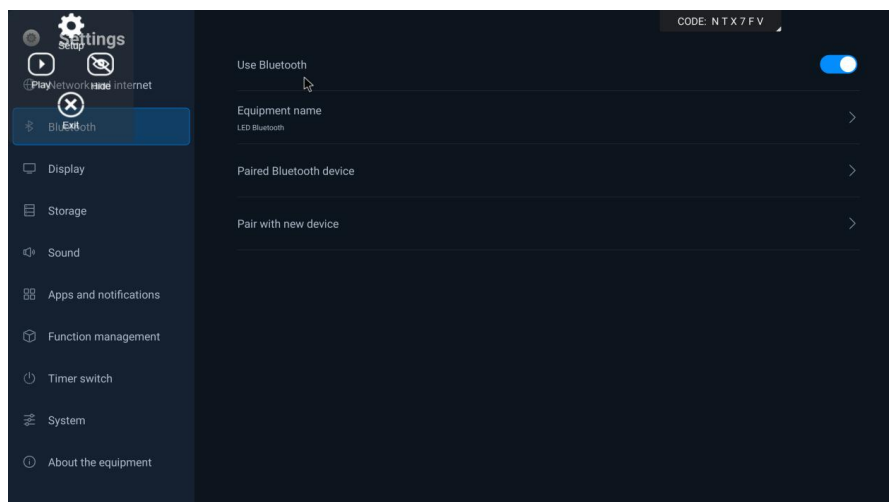 CODE: N T X 7 F V
Setup
Settings
Play
Hide
Network and internet
Exit
Bluetooth
Display
Storage
Sound
Apps and notifications
Function management
Timer switch
System
About the equipment
Use Bluetooth
Equipment name
LED Bluetooth
Paired Bluetooth device
Pair with new device